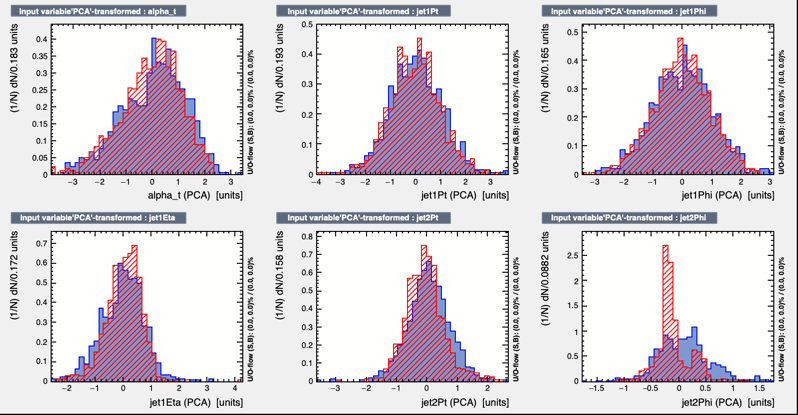 Input variable'PCA'-transformed : alpha_t
(1/N) dN/0.183 units
0.4
0.35
0.3
0.25
0.2
0.15
0.1
0.05
0
−3 −2 −1 0 1 2 3
alpha_t (PCA) [units]
U/O-flow (S,B): (0.0, 0.0)% / (0.0, 0.0)%
Input variable'PCA'-transformed : jet1Pt
(1/N) dN/0.193 units
0.5
0.4
0.3
0.2
0.1
0
−4 −3 −2 −1 0 1 2 3
jet1Pt (PCA) [units]
U/O-flow (S,B): (0.0, 0.0)% / (0.0, 0.0)%
Input variable'PCA'-transformed : jet1Phi
(1/N) dN/0.165 units
0.5
0.4
0.3
0.2
0.1
0
−3 −2 −1 0 1 2 3
jet1Phi (PCA) [units]
U/O-flow (S,B): (0.0, 0.0)% / (0.0, 0.0)%
Input variable'PCA'-transformed : jet1Eta
(1/N) dN/0.172 units
0.7
0.6
0.5
0.4
0.3
0.2
0.1
0
−2 −1 0 1 2 3 4
jet1Eta (PCA) [units]
U/O-flow (S,B): (0.0, 0.0)% / (0.0, 0.0)%
Input variable'PCA'-transformed : jet2Pt
(1/N) dN/0.158 units
0.8
0.7
0.6
0.5
0.4
0.3
0.2
0.1
−3 −2 −1 0 1 2
jet2Pt (PCA) [units]
U/O-flow (S,B): (0.0, 0.0)% / (0.0, 0.0)%
Input variable'PCA'-transformed : jet2Phi
(1/N) dN/0.0882 units
2.5
2
1.5
1
0.5
0
−1.5 −1 −0.5 0 0.5 1 1.5
jet2Phi (PCA) [units]
U/O-flow (S,B): (0.0, 0.0)% / (0.0, 0.0)%